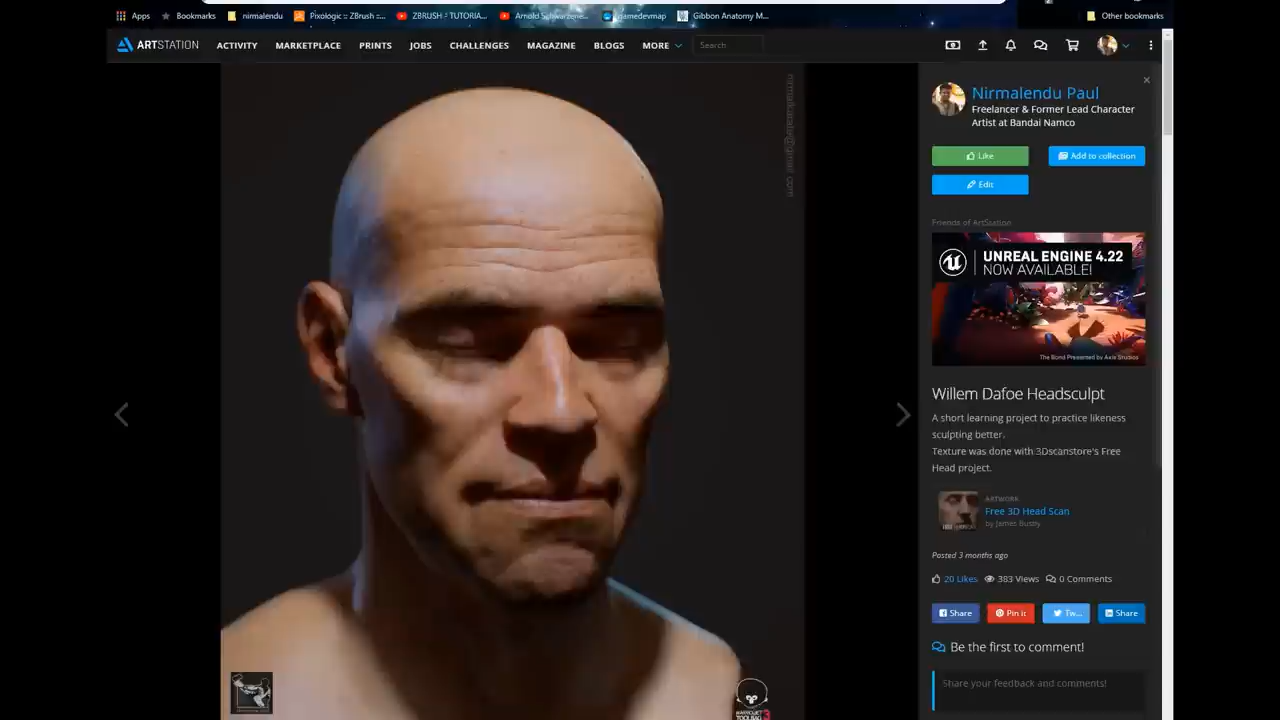 Apps
Bookmarks
nirmalendu
Pixologic :: ZBrush :...
ZBRUSH - TUTORIA...
Arnold Schwarzene...
gamedevmap
Gibbon Anatomy M...
Other bookmarks
ARTSTATION
ACTIVITY
MARKETPLACE
PRINTS
JOBS
CHALLENGES
MAGAZINE
BLOGS
MORE
Search
Nirmalendu Paul
Freelancer & Former Lead Character
Artist at Bandai Namco
Like
Add to collection
Edit
Friends of ArtStation
UNREAL ENGINE 4.22
NOW AVAILABLE!
The Bond Presented by Axis Studios
Willem Dafoe Headsculpt
A short learning project to practice likeness
sculpting better.
Texture was done with 3Dscanstore's Free
Head project.
ARTWORK
Free 3D Head Scan
by James Busby
Posted 3 months ago
20 Likes
383 Views
0 Comments
Share
Pin it
Tw...
Share
Be the first to comment!
Share your feedback and comments!
TOOLBAG 3